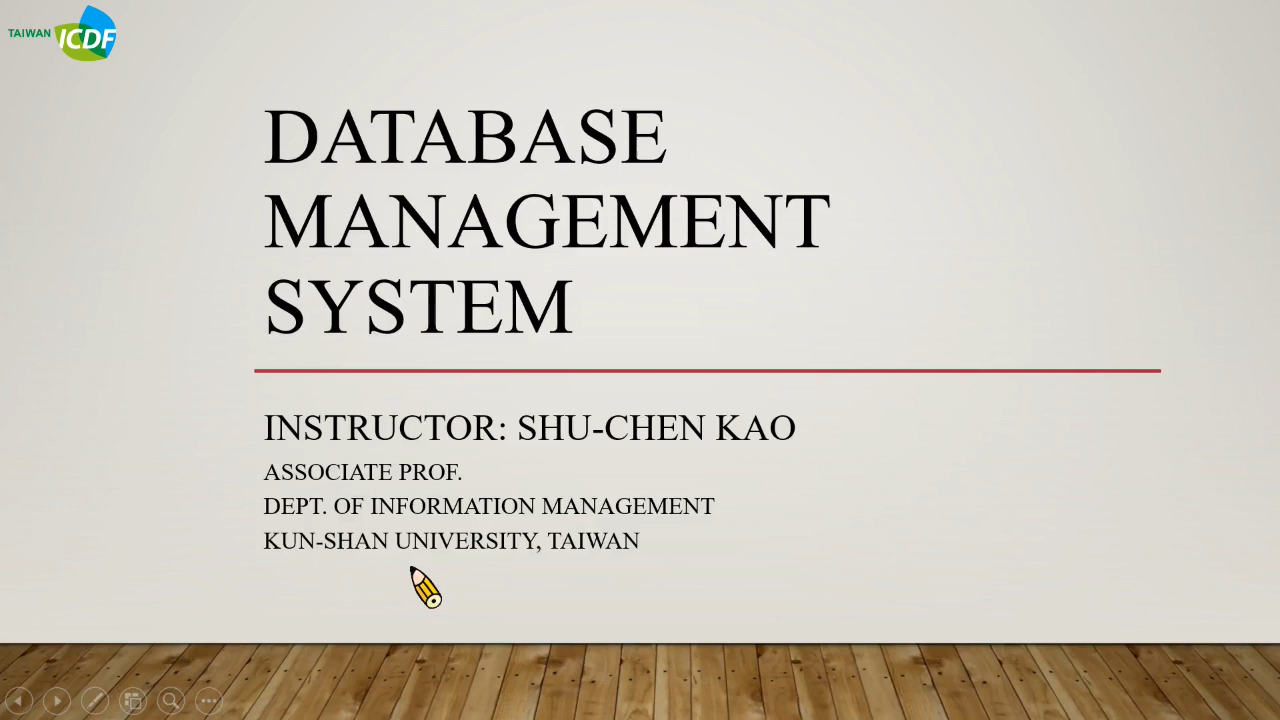 TAIWAN ICDF
DATABASE
MANAGEMENT
SYSTEM
INSTRUCTOR: SHU-CHEN KAO
ASSOCIATE PROF.
DEPT. OF INFORMATION MANAGEMENT
KUN-SHAN UNIVERSITY, TAIWAN